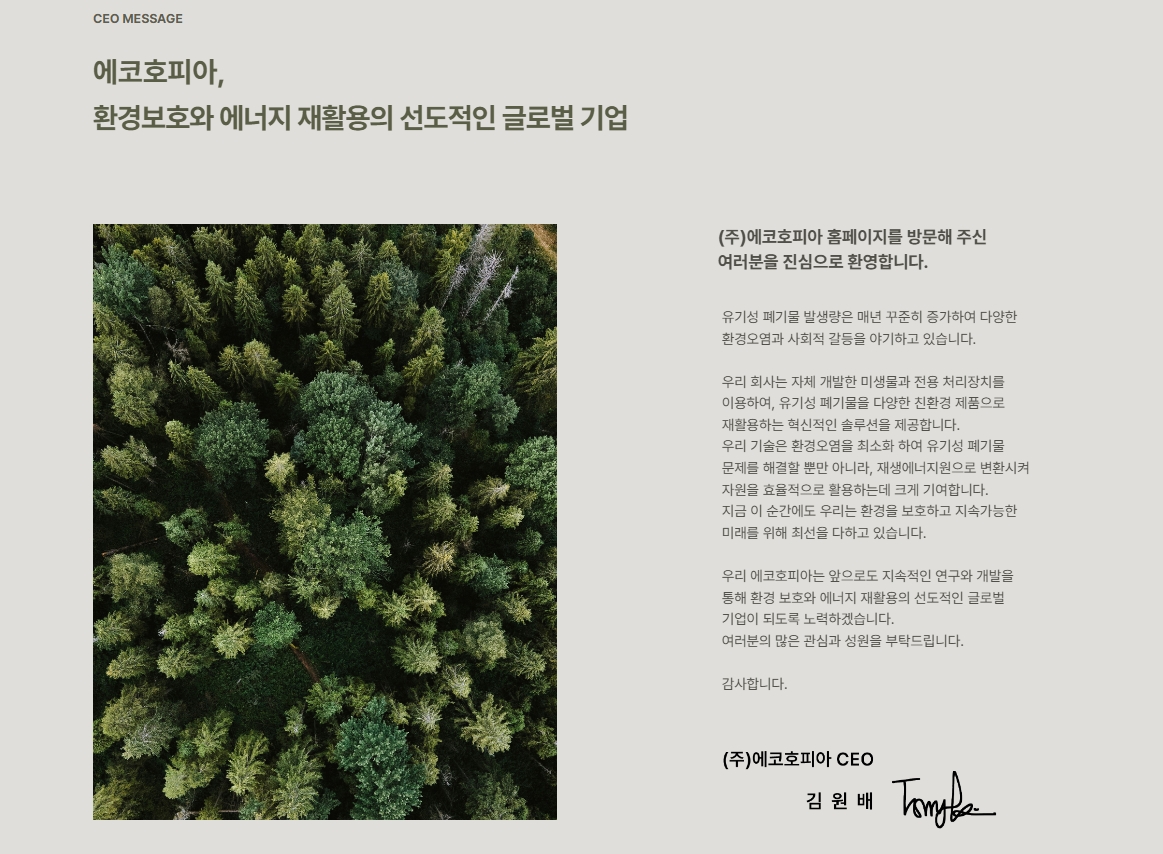 CEO MESSAGE
에코호피아,
환경보호와 에너지 재활용의 선도적인 글로벌 기업
(주)에코호피아 홈페이지를 방문해 주신
여러분을 진심으로 환영합니다.
유기성 폐기물 발생량은 매년 꾸준히 증가하여 다양한
환경오염과 사회적 갈등을 야기하고 있습니다.
우리 회사는 자체 개발한 미생물과 전용 처리장치를
이용하여, 유기성 폐기물을 다양한 친환경 제품으로
재활용하는 혁신적인 솔루션을 제공합니다.
우리 기술은 환경오염을 최소화 하여 유기성 폐기물
문제를 해결할 뿐만 아니라, 재생에너지원으로 변환시켜
자원을 효율적으로 활용하는데 크게 기여합니다.
지금 이 순간에도 우리는 환경을 보호하고 지속가능한
미래를 위해 최선을 다하고 있습니다.
우리 에코호피아는 앞으로도 지속적인 연구와 개발을
통해 환경 보호와 에너지 재활용의 선도적인 글로벌
기업이 되도록 노력하겠습니다.
여러분의 많은 관심과 성원을 부탁드립니다.
감사합니다.
(주)에코호피아 CEO
김 원 배